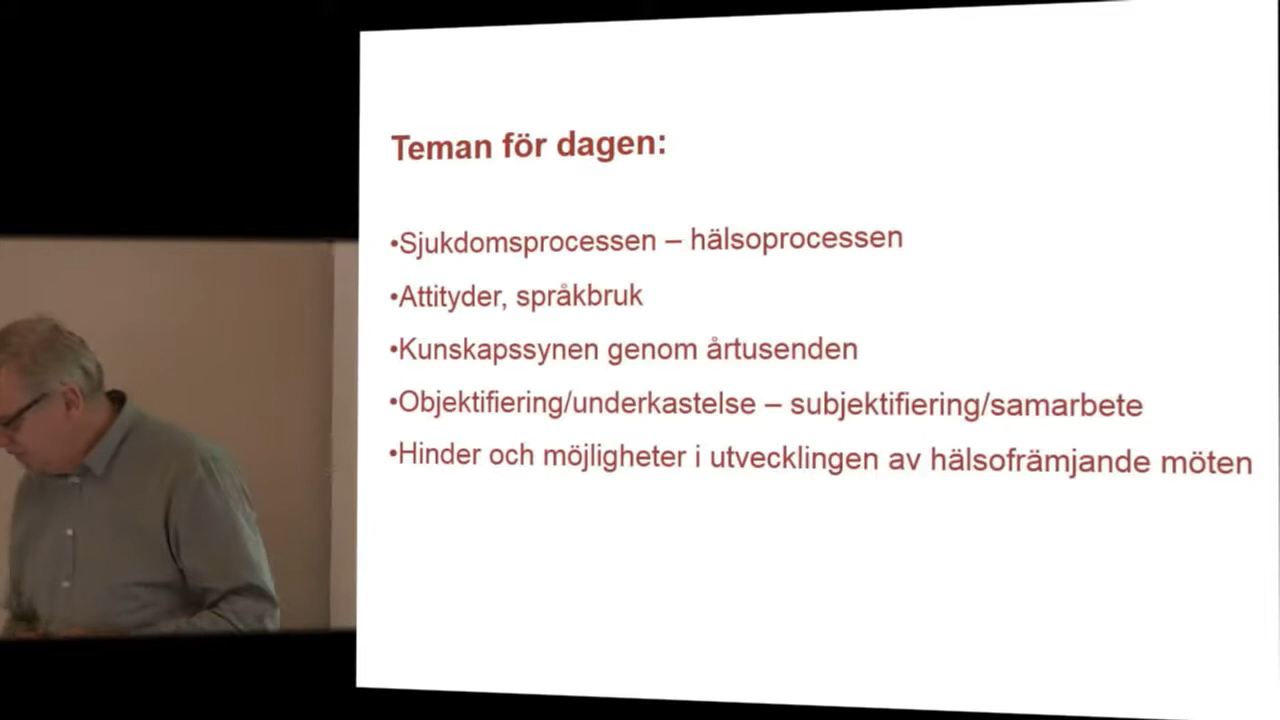 Teman för dagen:
•Sjukdomsprocessen – hälsoprocessen
•Attityder, språkbruk
•Kunskapssynen genom årtusenden
•Objektifiering/underkastelse – subjektifiering/samarbete
•Hinder och möjligheter i utvecklingen av hälsofrämjande möten